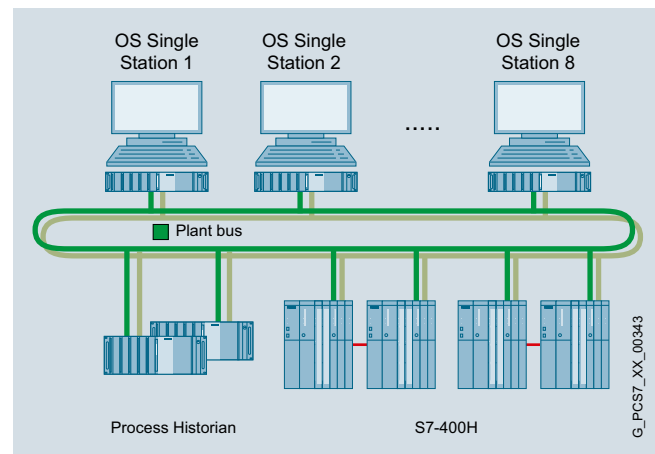 OS Single
Station 1
OS Single
Station 2
.....
OS Single
Station 8
Plant bus
Process Historian
S7-400H
G_PCS7_XX_00343